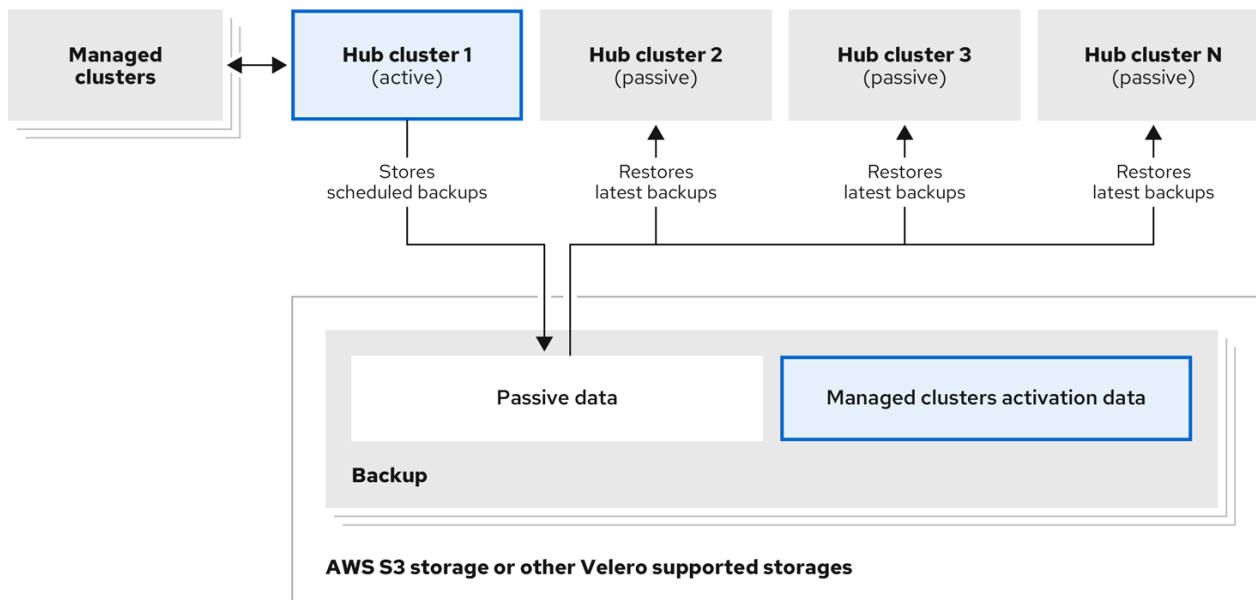 Managed
clusters
Hub cluster 1
(active)
Hub cluster 2
(passive)
Hub cluster 3
(passive)
Hub cluster N
(passive)
Stores
scheduled backups
Restores
latest backups
Restores
latest backups
Restores
latest backups
Passive data
Managed clusters activation data
Backup
AWS S3 storage or other Velero supported storages